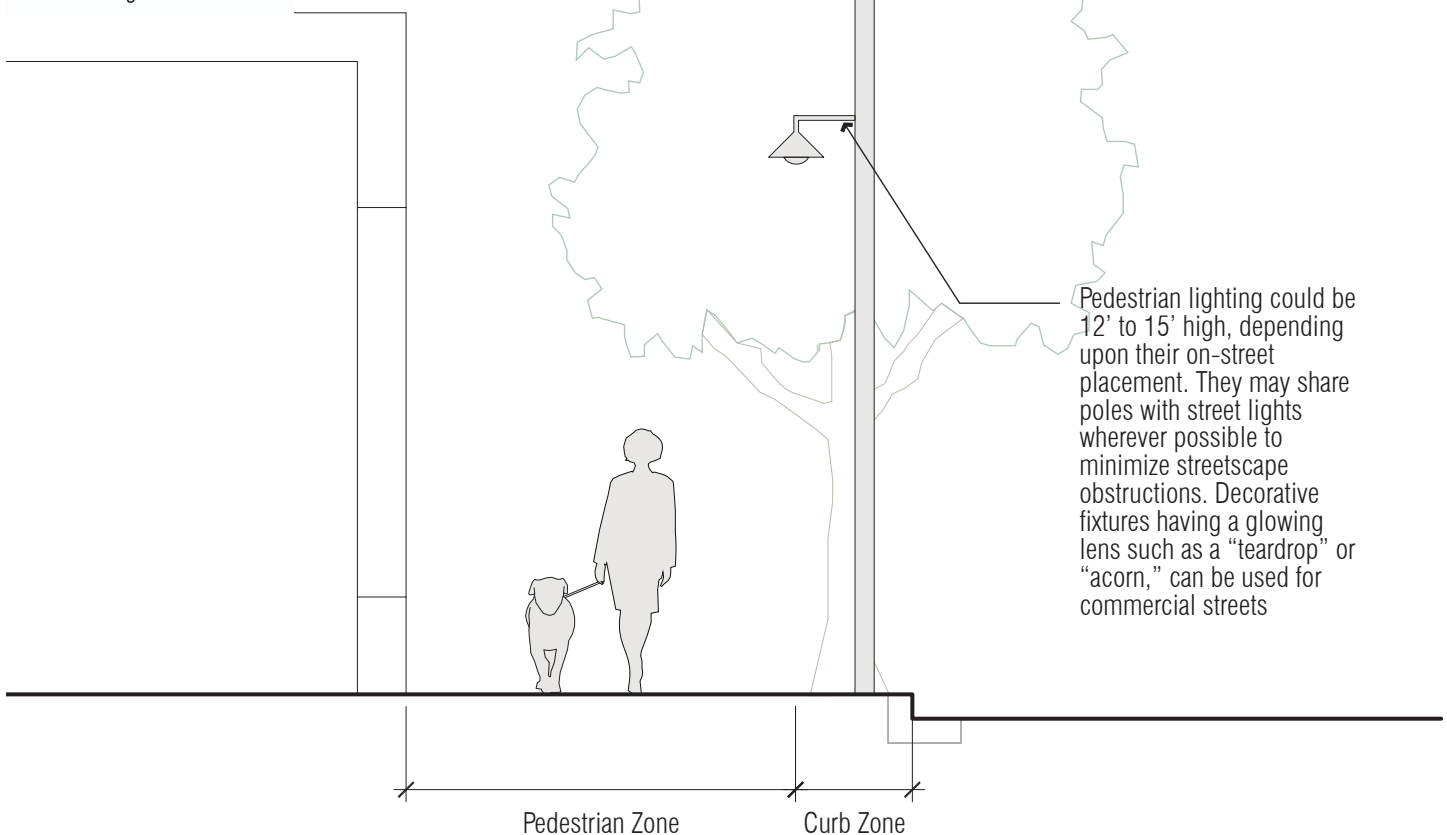 Pedestrian lighting could be
12’ to 15’ high, depending
upon their on-street
placement. They may share
poles with street lights
wherever possible to
minimize streetscape
obstructions. Decorative
fixtures having a glowing
lens such as a “teardrop” or
“acorn,” can be used for
commercial streets
Pedestrian Zone
Curb Zone